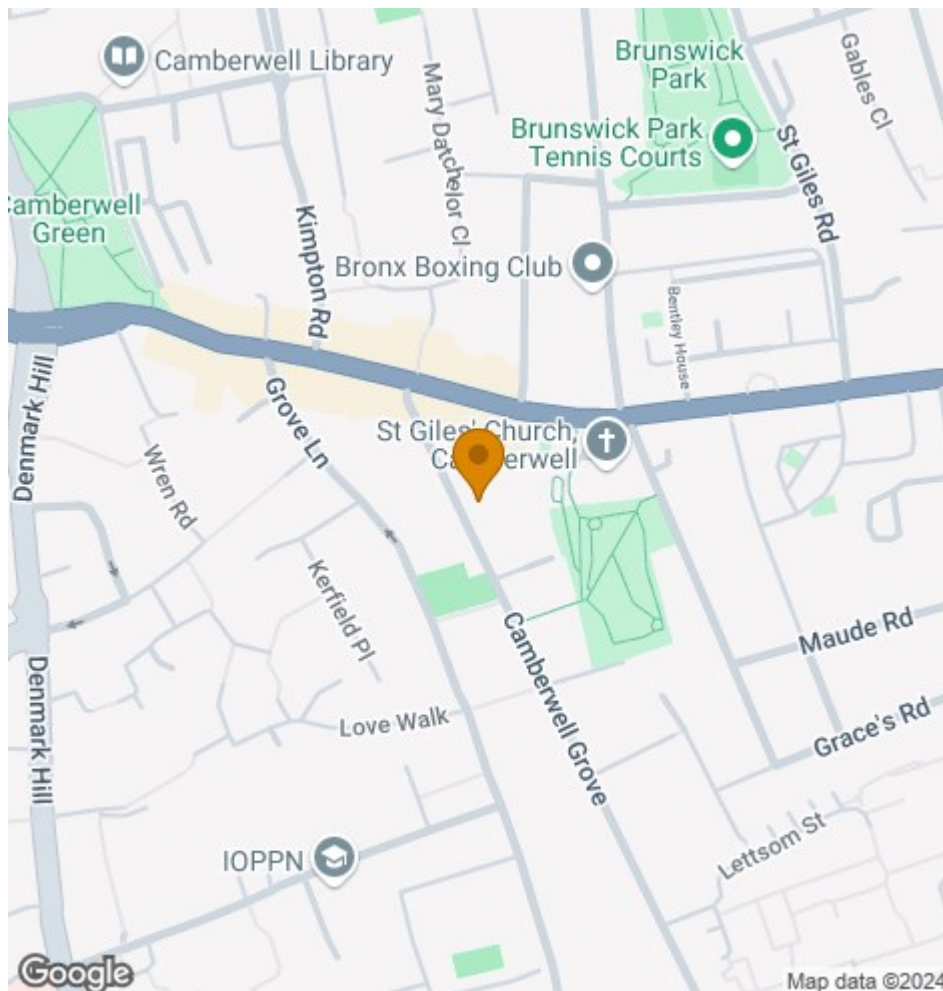 Camberwell Library
Brunswick
Park
Gables Cl
Mary Datchelor Cl
Brunswick Park
Tennis Courts
St Giles Rd
Camberwell
Green
Kimpton Rd
Bronx Boxing Club
Bentley House
Denmark Hill
Grove Ln
St Giles' Church,
Camberwell
Wren Rd
Kerfield Pl
Camberwell Grove
Maude Rd
Denmark Hill
Love Walk
Grace's Rd
Lettsom St
IOPPN
Google
Map data ©2024